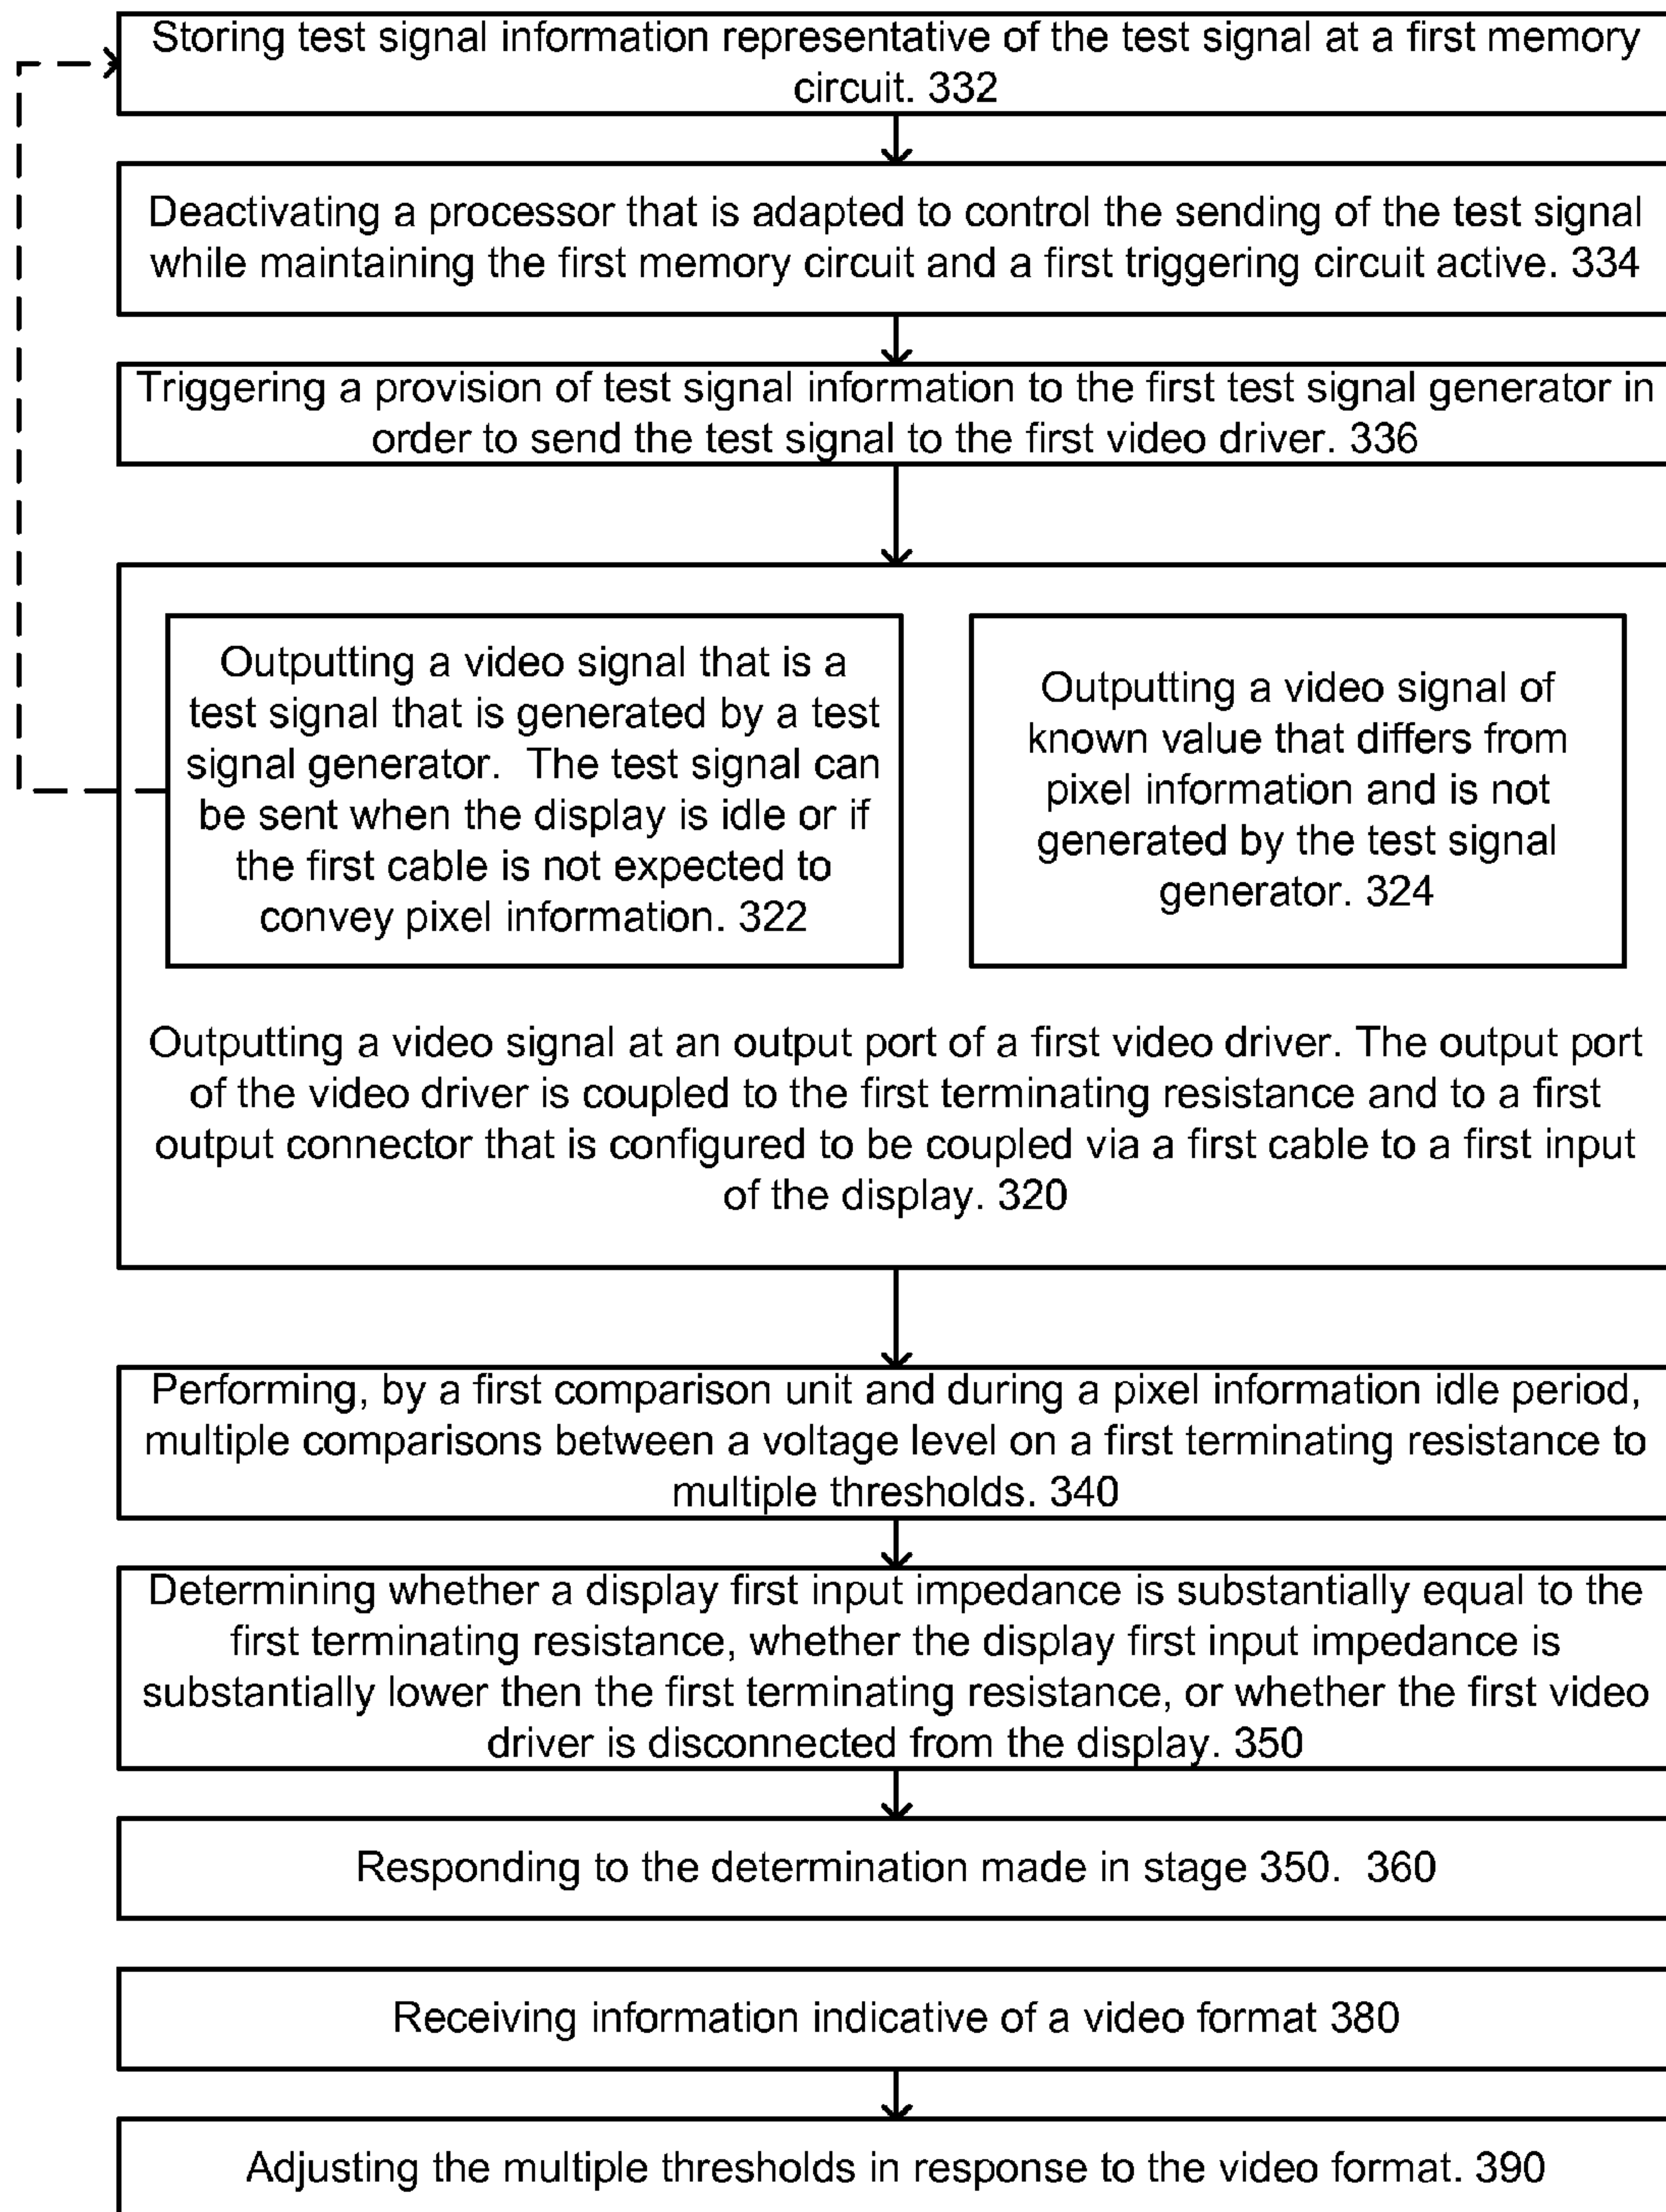 Storing test signal information representative of the test signal at a first memory
circuit. 332
Deactivating a processor that is adapted to control the sending of the test signal
while maintaining the first memory circuit and a first triggering circuit active. 334
Triggering a provision of test signal information to the first test signal generator in
order to send the test signal to the first video driver. 336
Outputting a video signal that is a
test signal that is generated by a test
signal generator.  The test signal can
be sent when the display is idle or if
the first cable is not expected to
convey pixel information. 322
Outputting a video signal of
known value that differs from
pixel information and is not
generated by the test signal
generator. 324
Outputting a video signal at an output port of a first video driver. The output port
of the video driver is coupled to the first terminating resistance and to a first
output connector that is configured to be coupled via a first cable to a first input
of the display. 320
Performing, by a first comparison unit and during a pixel information idle period,
multiple comparisons between a voltage level on a first terminating resistance to
multiple thresholds. 340
Determining whether a display first input impedance is substantially equal to the
first terminating resistance, whether the display first input impedance is
substantially lower then the first terminating resistance, or whether the first video
driver is disconnected from the display. 350
Responding to the determination made in stage 350.  360
Receiving information indicative of a video format 380
Adjusting the multiple thresholds in response to the video format. 390